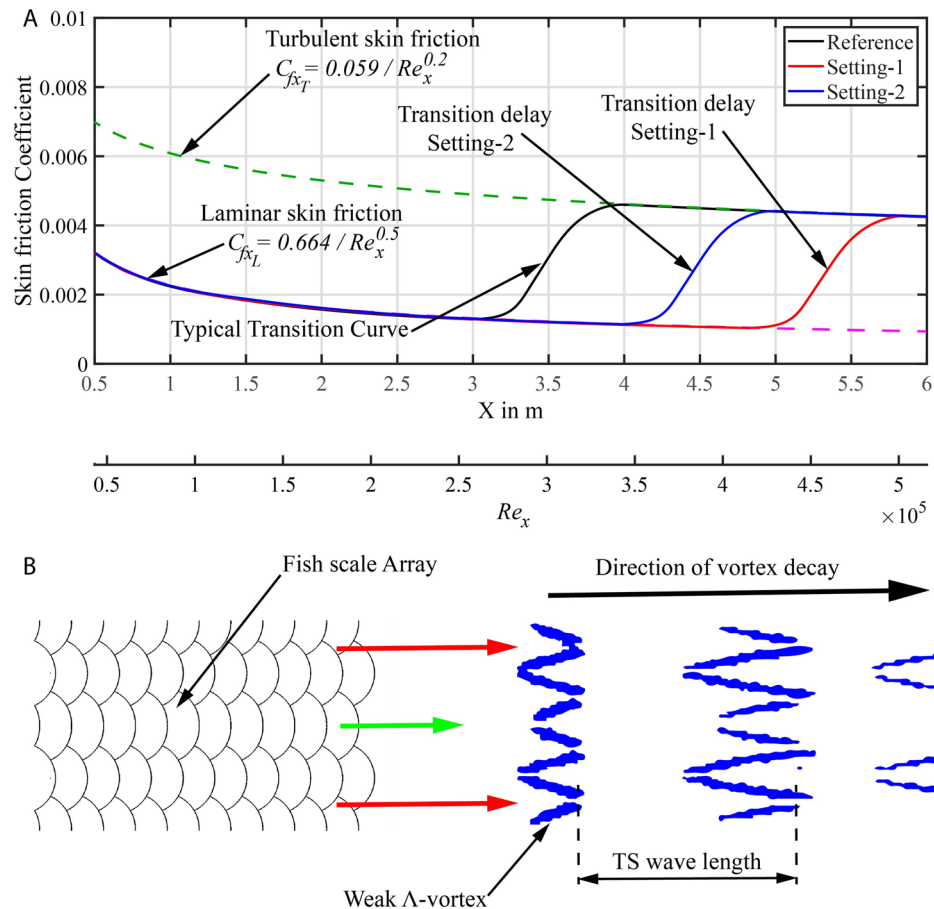 A
0.01
0.008
0.006
0.004
0.002
0
Skin friction Coefficient
Turbulent skin friction
C_{fx_T} = 0.059 / Re_x^{0.2}
Transition delay
Setting-2
Transition delay
Setting-1
Reference
Setting-1
Setting-2
Laminar skin friction
C_{fx_L} = 0.664 / Re_x^{0.5}
Typical Transition Curve
0.5 1 1.5 2 2.5 3 3.5 4 4.5 5 5.5 6
X in m
0.5 1 1.5 2 2.5 3 3.5 4 4.5 5
Re_x
×10^5
B
Fish scale Array
Direction of vortex decay
Weak Λ-vortex
TS wave length